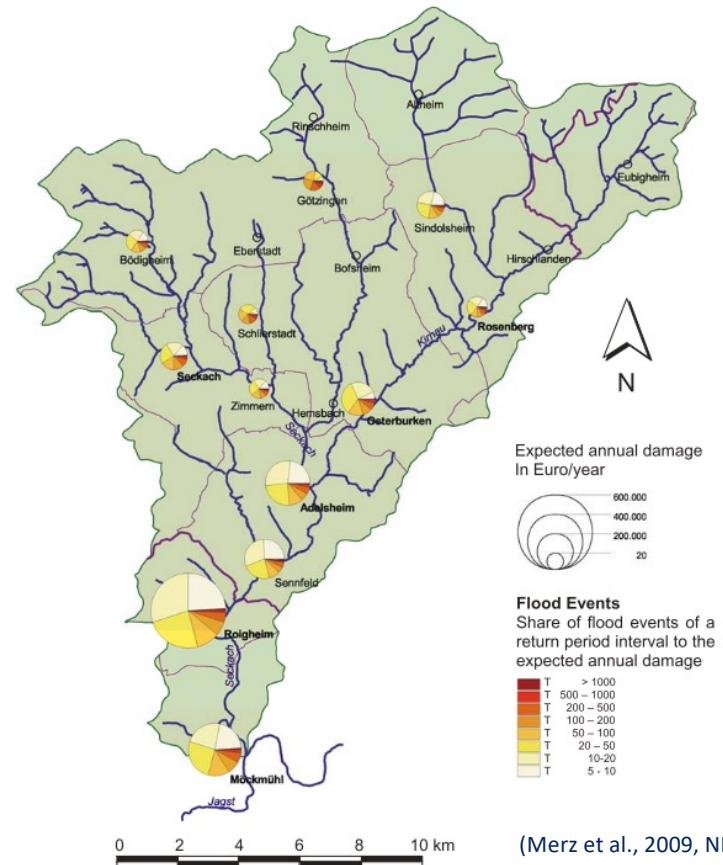 Rinschheim
Altheim
Eubigheim
Götzingen
Sindolsheim
Bödigheim
Eberstadt
Bofsheim
Hirschlanden
Schlierstadt
Kirnau
Rosenberg
Seckach
Zimmern
Hemsbach
Osterburken
Seckach
Adelsheim
Sennfeld
Roigheim
Seckach
Möckmühl
Jagst
N
Expected annual damage
In Euro/year
600.000
400.000
200.000
20
Flood Events
Share of flood events of a
return period interval to the
expected annual damage
T > 1000
T 500 – 1000
T 200 – 500
T 100 – 200
T 50 – 100
T 20 – 50
T 10-20
T 5 - 10
0 2 4 6 8 10 km
(Merz et al., 2009,